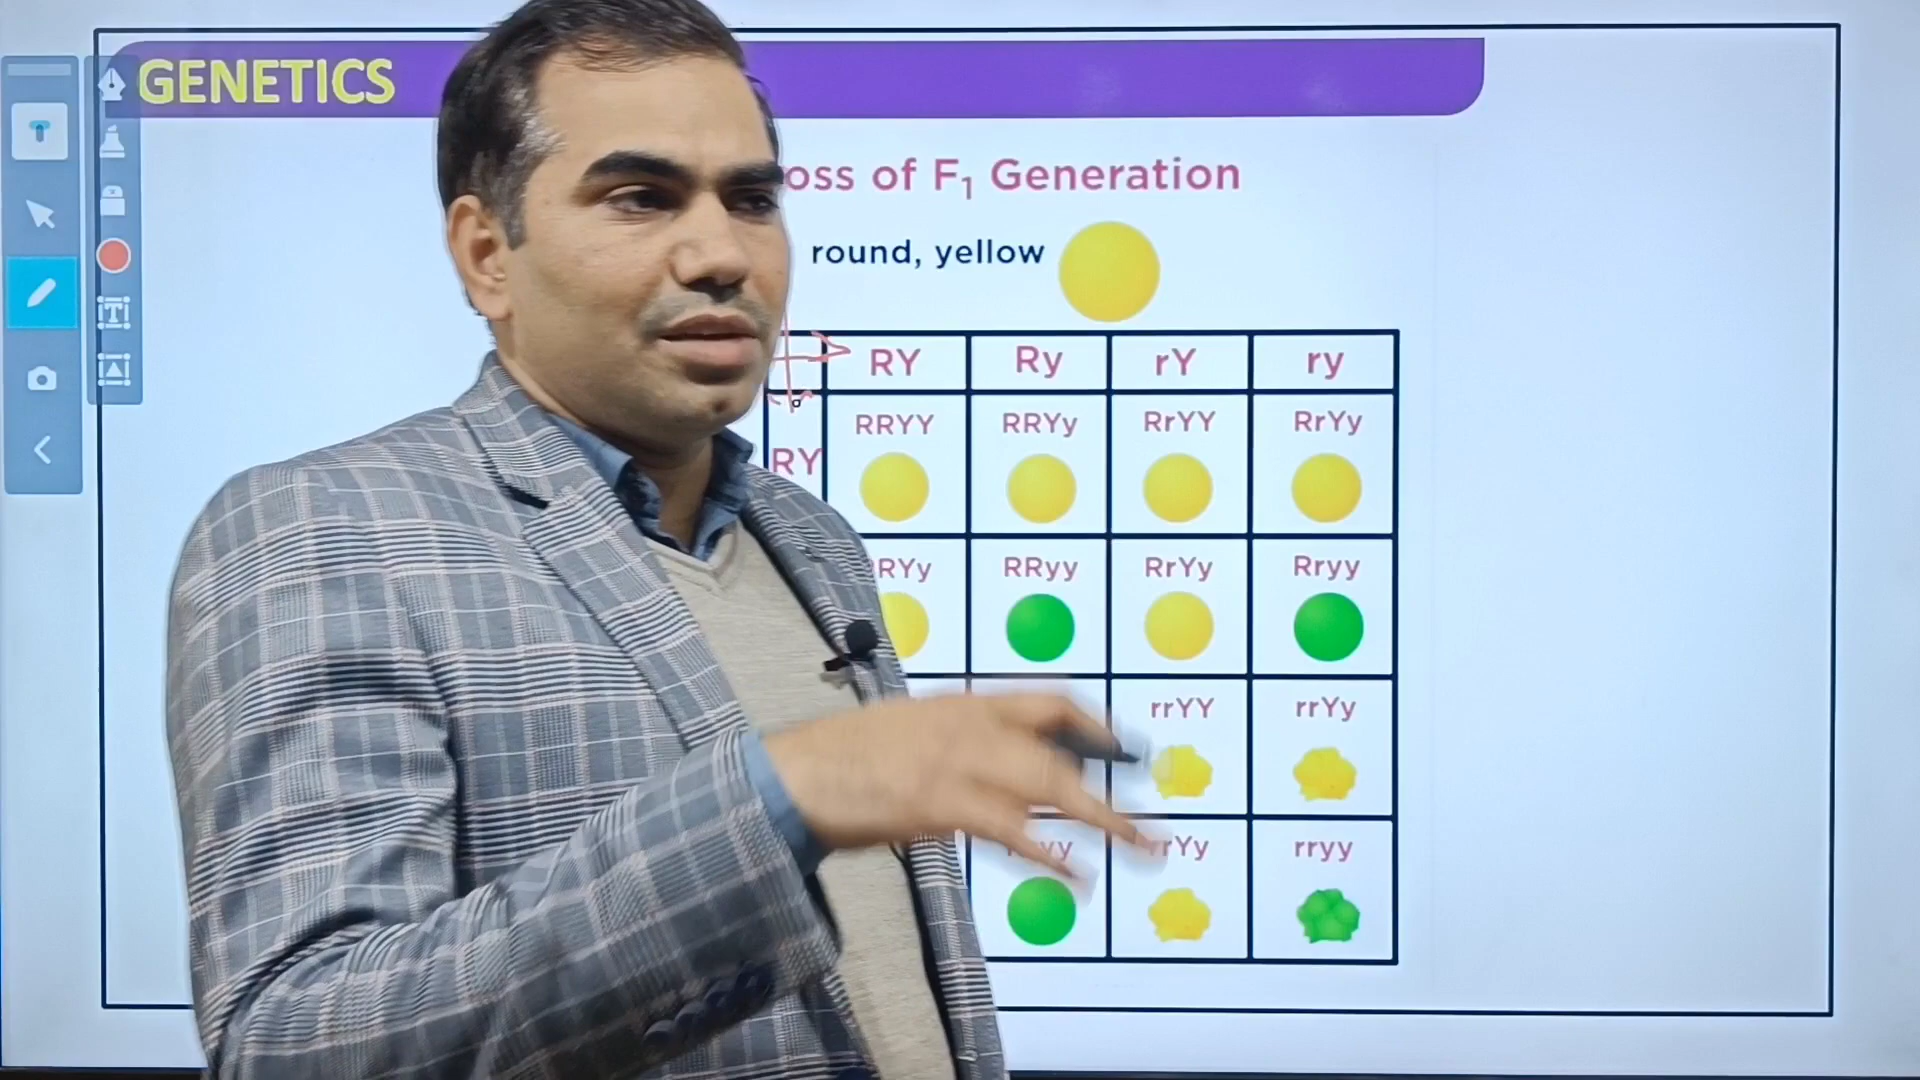 GENETICS
oss of F₁ Generation
round, yellow
RY Ry rY ry
RRYY RRYy RrYY RrYy
RY
RYy RRyy RrYy Rryy
rrYY rrYy
rYy rryy